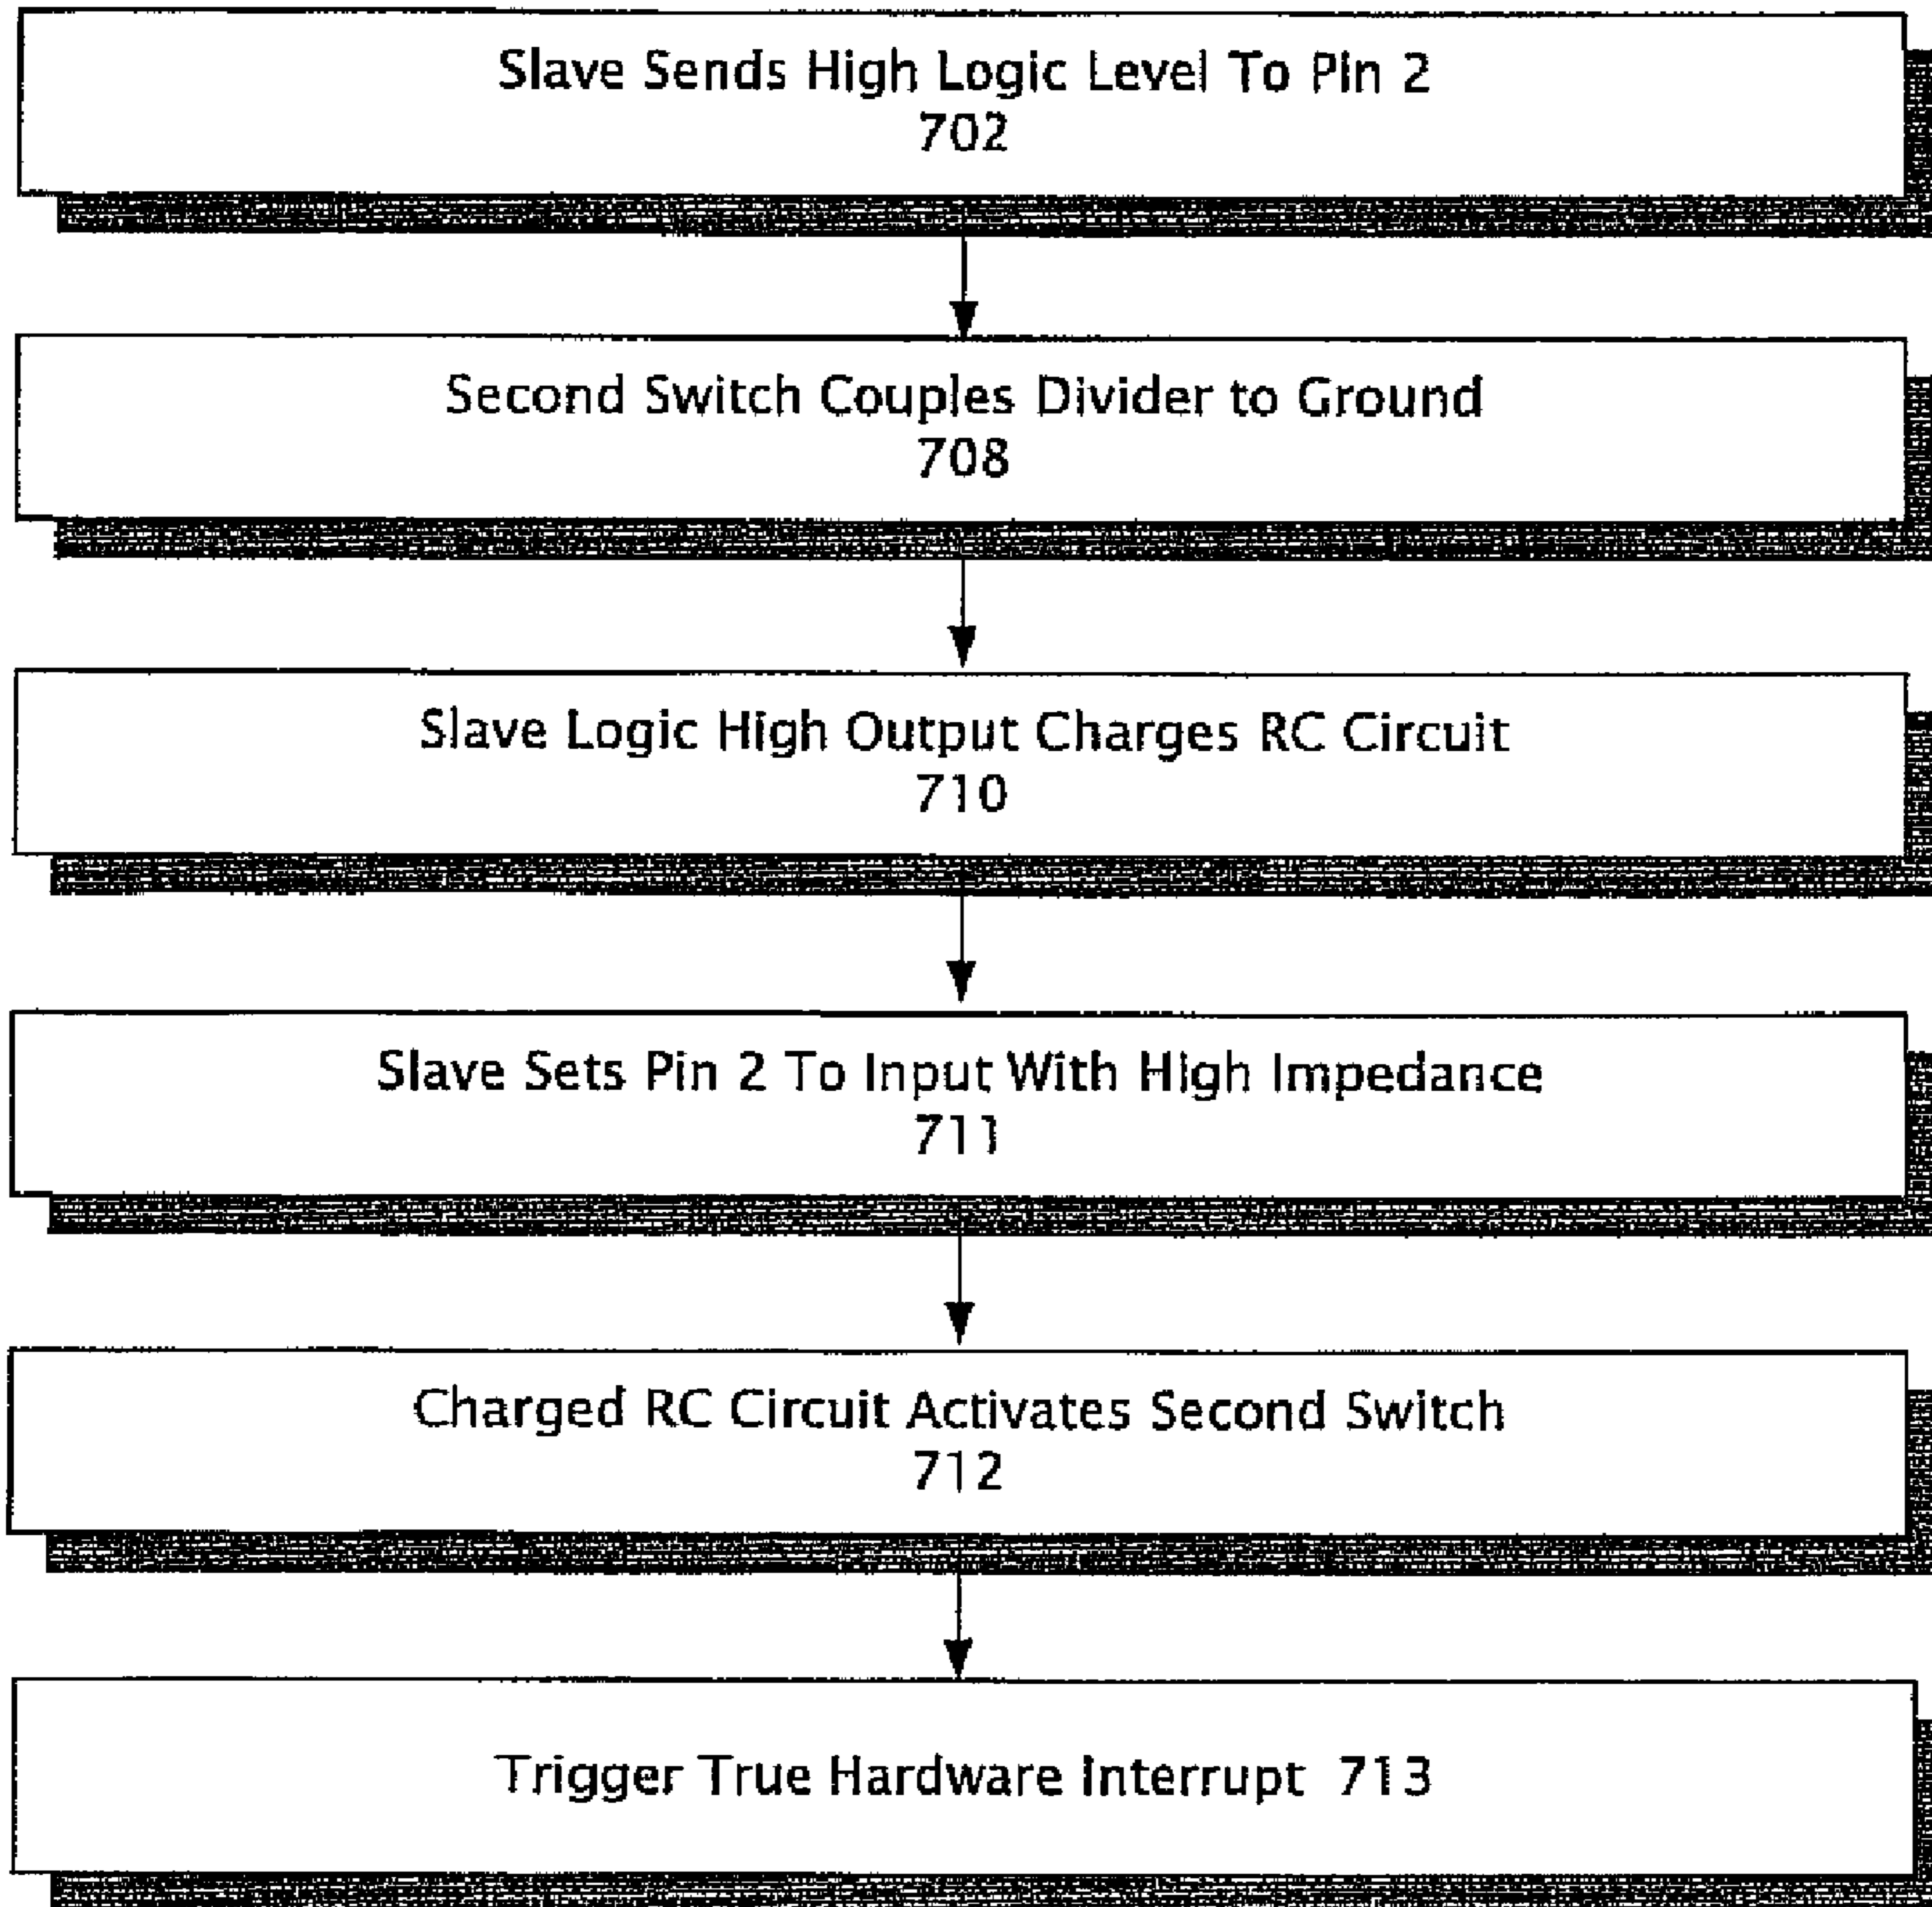 Slave Sends High Logic Level To Pin 2
702
Second Switch Couples Divider to Ground
708
Slave Logic High Output Charges RC Circuit
710
Slave Sets Pin 2 To Input With High Impedance
711
Charged RC Circuit Activates Second Switch
712
Trigger True Hardware Interrupt 713